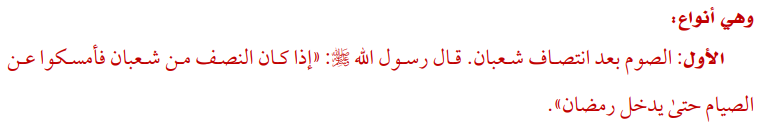 وهي أنواع:
الأول: الصوم بعد انتصاف شعبان. قال رسول الله ﷺ: «إذا كان النصف من شعبان فأمسكوا عن
الصيام حتىٰ يدخل رمضان».